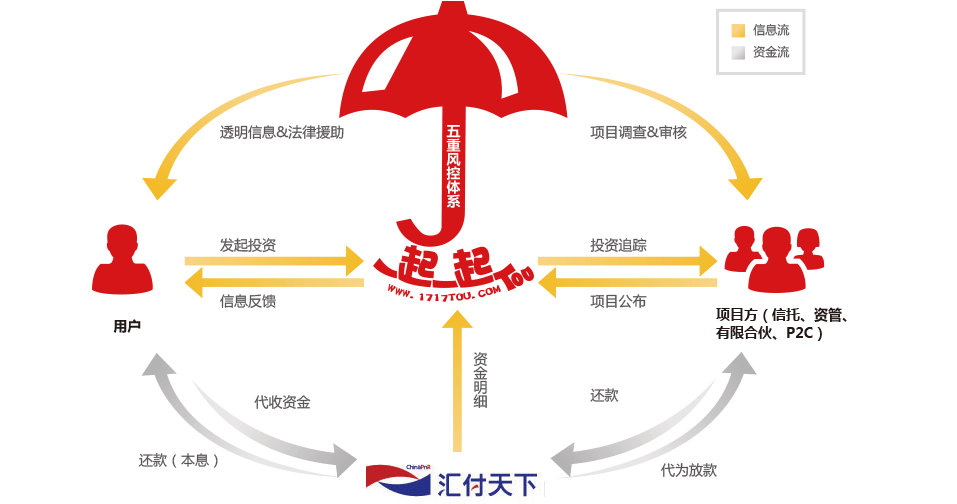 信息流
资金流
透明信息&法律援助
五重风控体系
项目调查&审核
发起投资
信息反馈
一起一起TOU
WWW.1717TOU.COM
投资追踪
项目公布
用户
项目方（信托、资管、
有限合伙、P2C）
资金明细
代收资金
还款（本息）
还款
代为放款
ChinaPnR
汇付天下